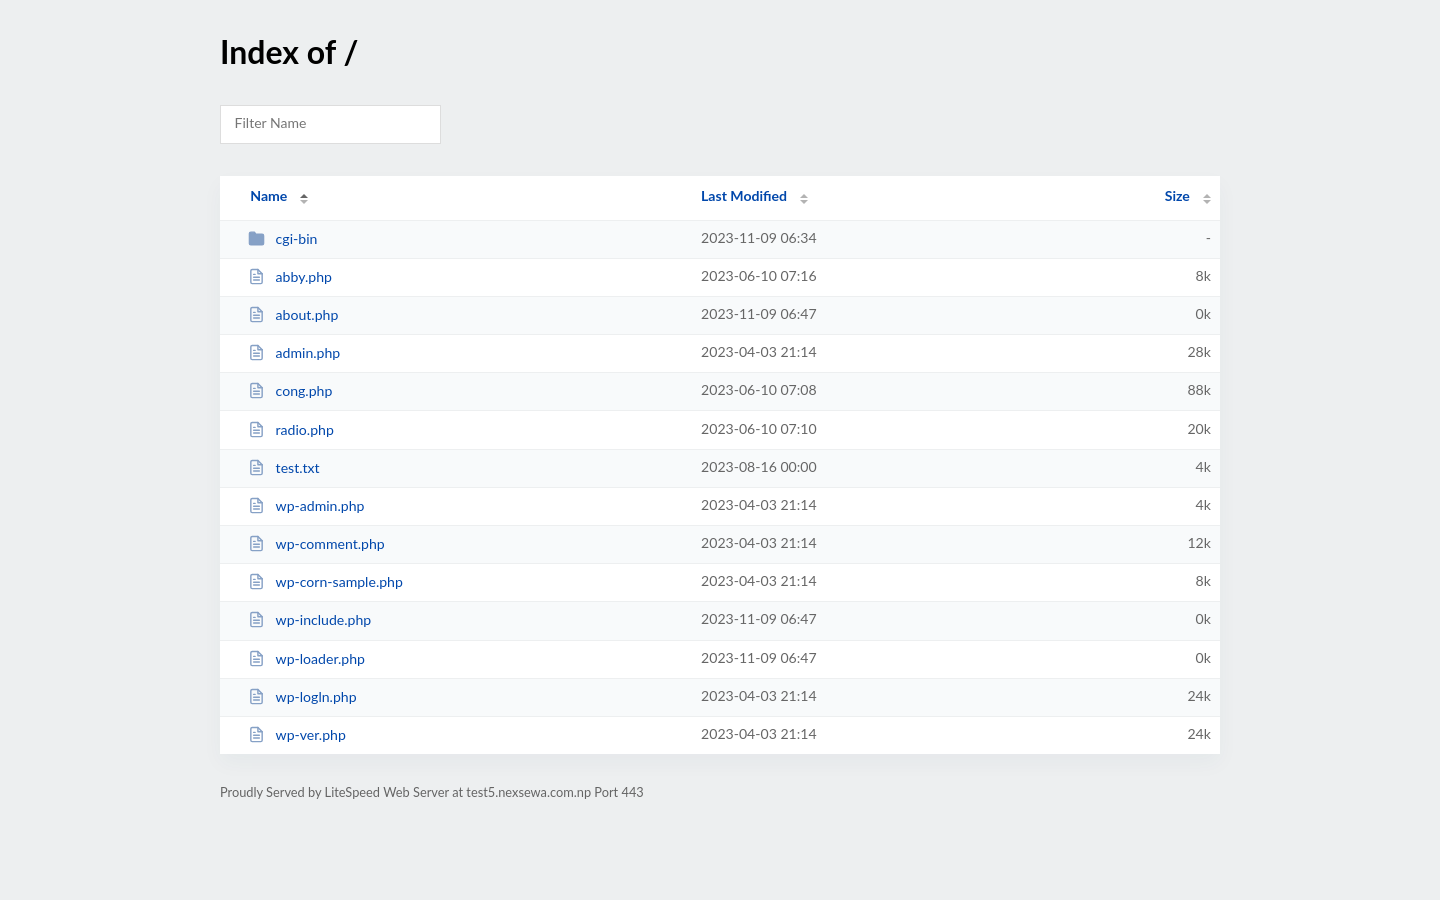 Index of /
Filter Name
Name Last Modified Size
cgi-bin 2023-11-09 06:34 -
abby.php 2023-06-10 07:16 8k
about.php 2023-11-09 06:47 0k
admin.php 2023-04-03 21:14 28k
cong.php 2023-06-10 07:08 88k
radio.php 2023-06-10 07:10 20k
test.txt 2023-08-16 00:00 4k
wp-admin.php 2023-04-03 21:14 4k
wp-comment.php 2023-04-03 21:14 12k
wp-corn-sample.php 2023-04-03 21:14 8k
wp-include.php 2023-11-09 06:47 0k
wp-loader.php 2023-11-09 06:47 0k
wp-logln.php 2023-04-03 21:14 24k
wp-ver.php 2023-04-03 21:14 24k
Proudly Served by LiteSpeed Web Server at test5.nexsewa.com.np Port 443